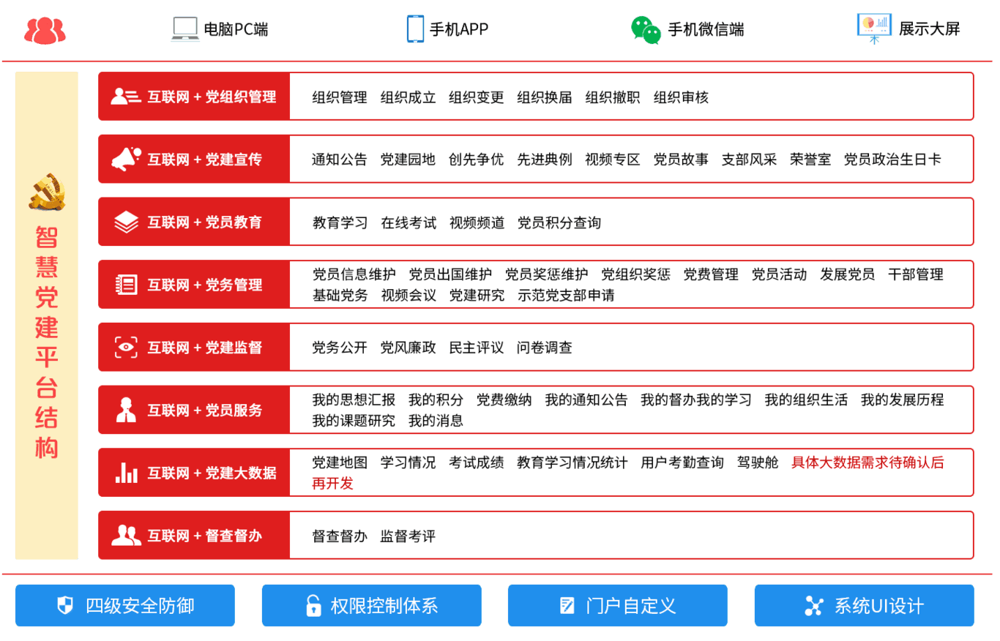 电脑PC端 手机APP 手机微信端 展示大屏
智慧党建平台结构
互联网 + 党组织管理 组织管理 组织成立 组织变更 组织换届 组织撤职 组织审核
互联网 + 党建宣传 通知公告 党建园地 创先争优 先进典例 视频专区 党员故事 支部风采 荣誉室 党员政治生日卡
互联网 + 党员教育 教育学习 在线考试 视频频道 党员积分查询
互联网 + 党务管理 党员信息维护 党员出国维护 党员奖惩维护 党组织奖惩 党费管理 党员活动 发展党员 干部管理
基础党务 视频会议 党建研究 示范党支部申请
互联网 + 党建监督 党务公开 党风廉政 民主评议 问卷调查
互联网 + 党员服务 我的思想汇报 我的积分 党费缴纳 我的通知公告 我的督办我的学习 我的组织生活 我的发展历程
我的课题研究 我的消息
互联网 + 党建大数据 党建地图 学习情况 考试成绩 教育学习情况统计 用户考勤查询 驾驶舱 具体大数据需求待确认后
再开发
互联网 + 督查督办 督查督办 监督考评
四级安全防御 权限控制体系 门户自定义 系统UI设计